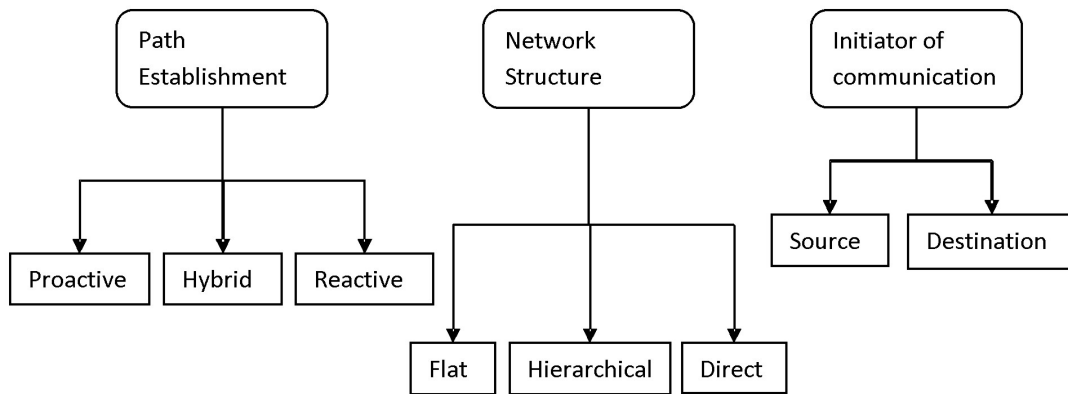 Path
Establishment
Network
Structure
Initiator of
communication
Proactive
Hybrid
Reactive
Source
Destination
Flat
Hierarchical
Direct